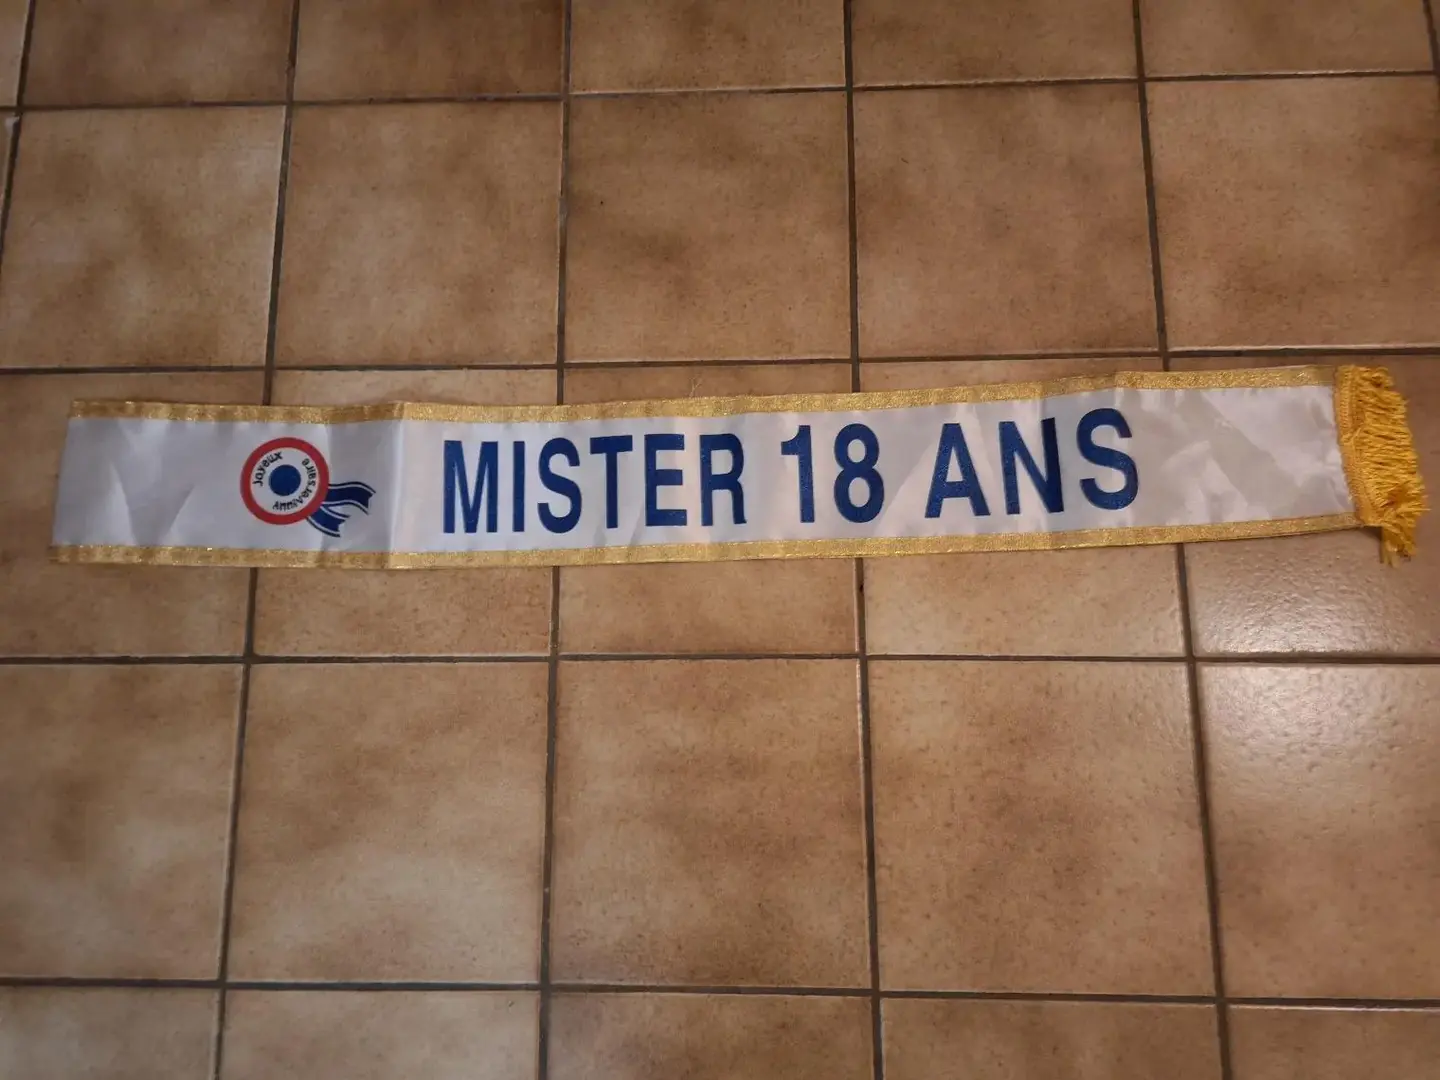 Joyeux
anniversaire
MISTER 18 ANS